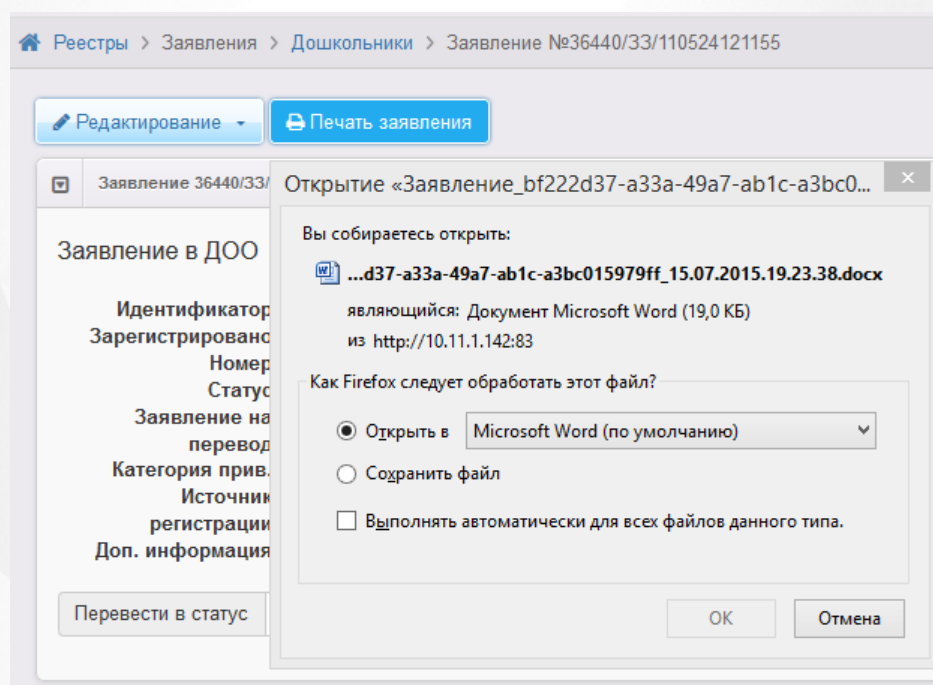 Реестры > Заявления > Дошкольники > Заявление №36440/33/110524121155
Редактирование
Печать заявления
Заявление 36440/33/
Открытие «Заявление_bf222d37-a33a-49a7-ab1c-a3bc0...
Вы собираетесь открыть:
...d37-a33a-49a7-ab1c-a3bc015979ff_15.07.2015.19.23.38.docx
являющийся: Документ Microsoft Word (19,0 КБ)
из http://10.11.1.142:83
Как Firefox следует обработать этот файл?
Открыть в Microsoft Word (по умолчанию)
Сохранить файл
Выполнять автоматически для всех файлов данного типа.
ОК
Отмена
Заявление в ДОО
Идентификатор
Зарегистрировано
Номер
Статус
Заявление на
перевод
Категория прив.
Источник
регистрации
Доп. информация
Перевести в статус